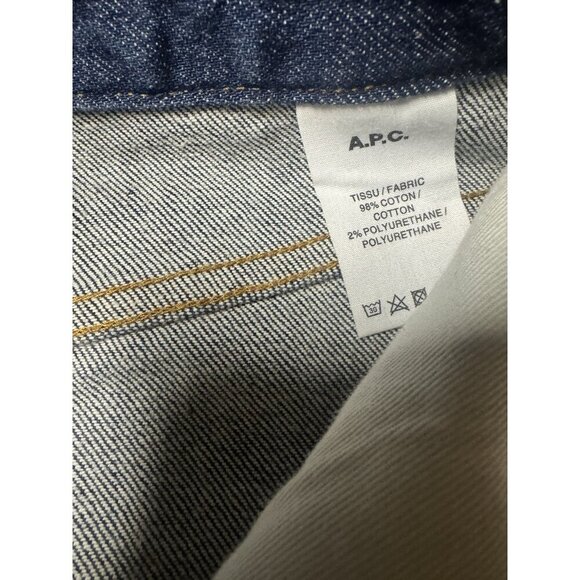 A.P.C.
TISSU / FABRIC
98% COTON /
COTTON
2% POLYURETHANE /
POLYURETHANE
30